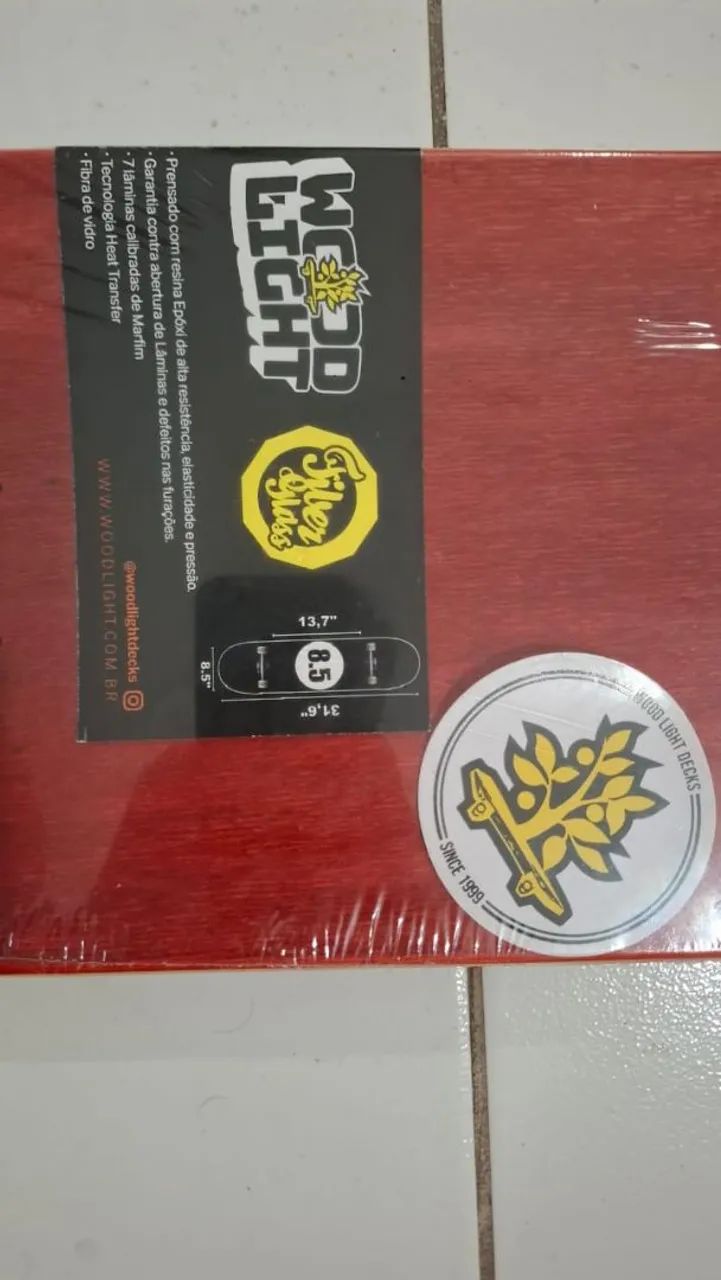 WOOD
LIGHT
Fiber
Glass
· Prensado com resina Epóxi de alta resistência, elasticidade e pressão.
· Garantia contra abertura de Lâminas e defeitos nas furações.
· 7 lâminas calibradas de Marfim
· Tecnologia Heat Transfer
· Fibra de vidro
@woodlightdecks
WWW.WOODLIGHT.COM.BR
13,7"
8.5
8.5"
31,6"
WOOD LIGHT DECKS
SINCE 1999